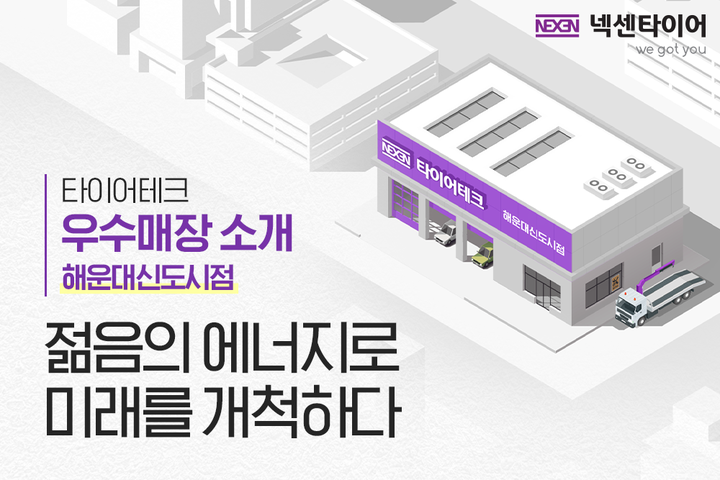 NEXEN 넥센타이어
we got you
NEXEN 타이어테크
해운대신도시점
타이어테크
우수매장 소개
해운대신도시점
젊음의 에너지로
미래를 개척하다